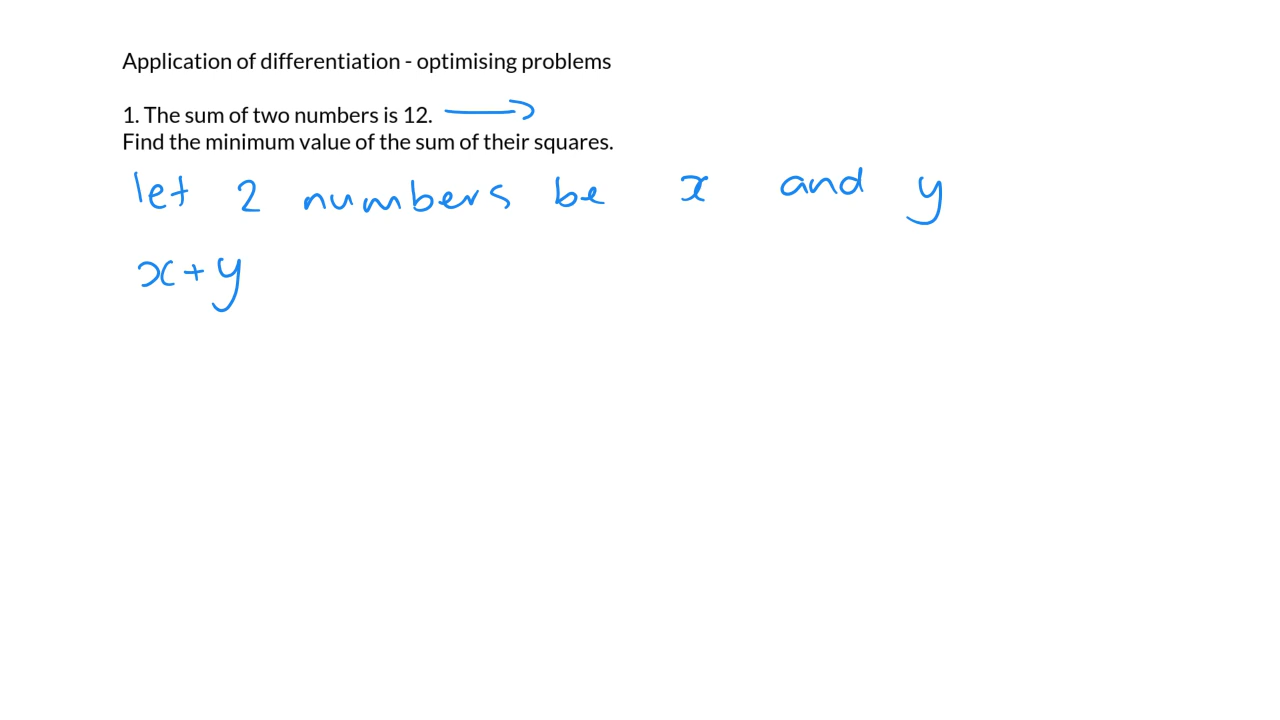 Application of differentiation - optimising problems
1. The sum of two numbers is 12.
Find the minimum value of the sum of their squares.
let 2 numbers be x and y
x+y